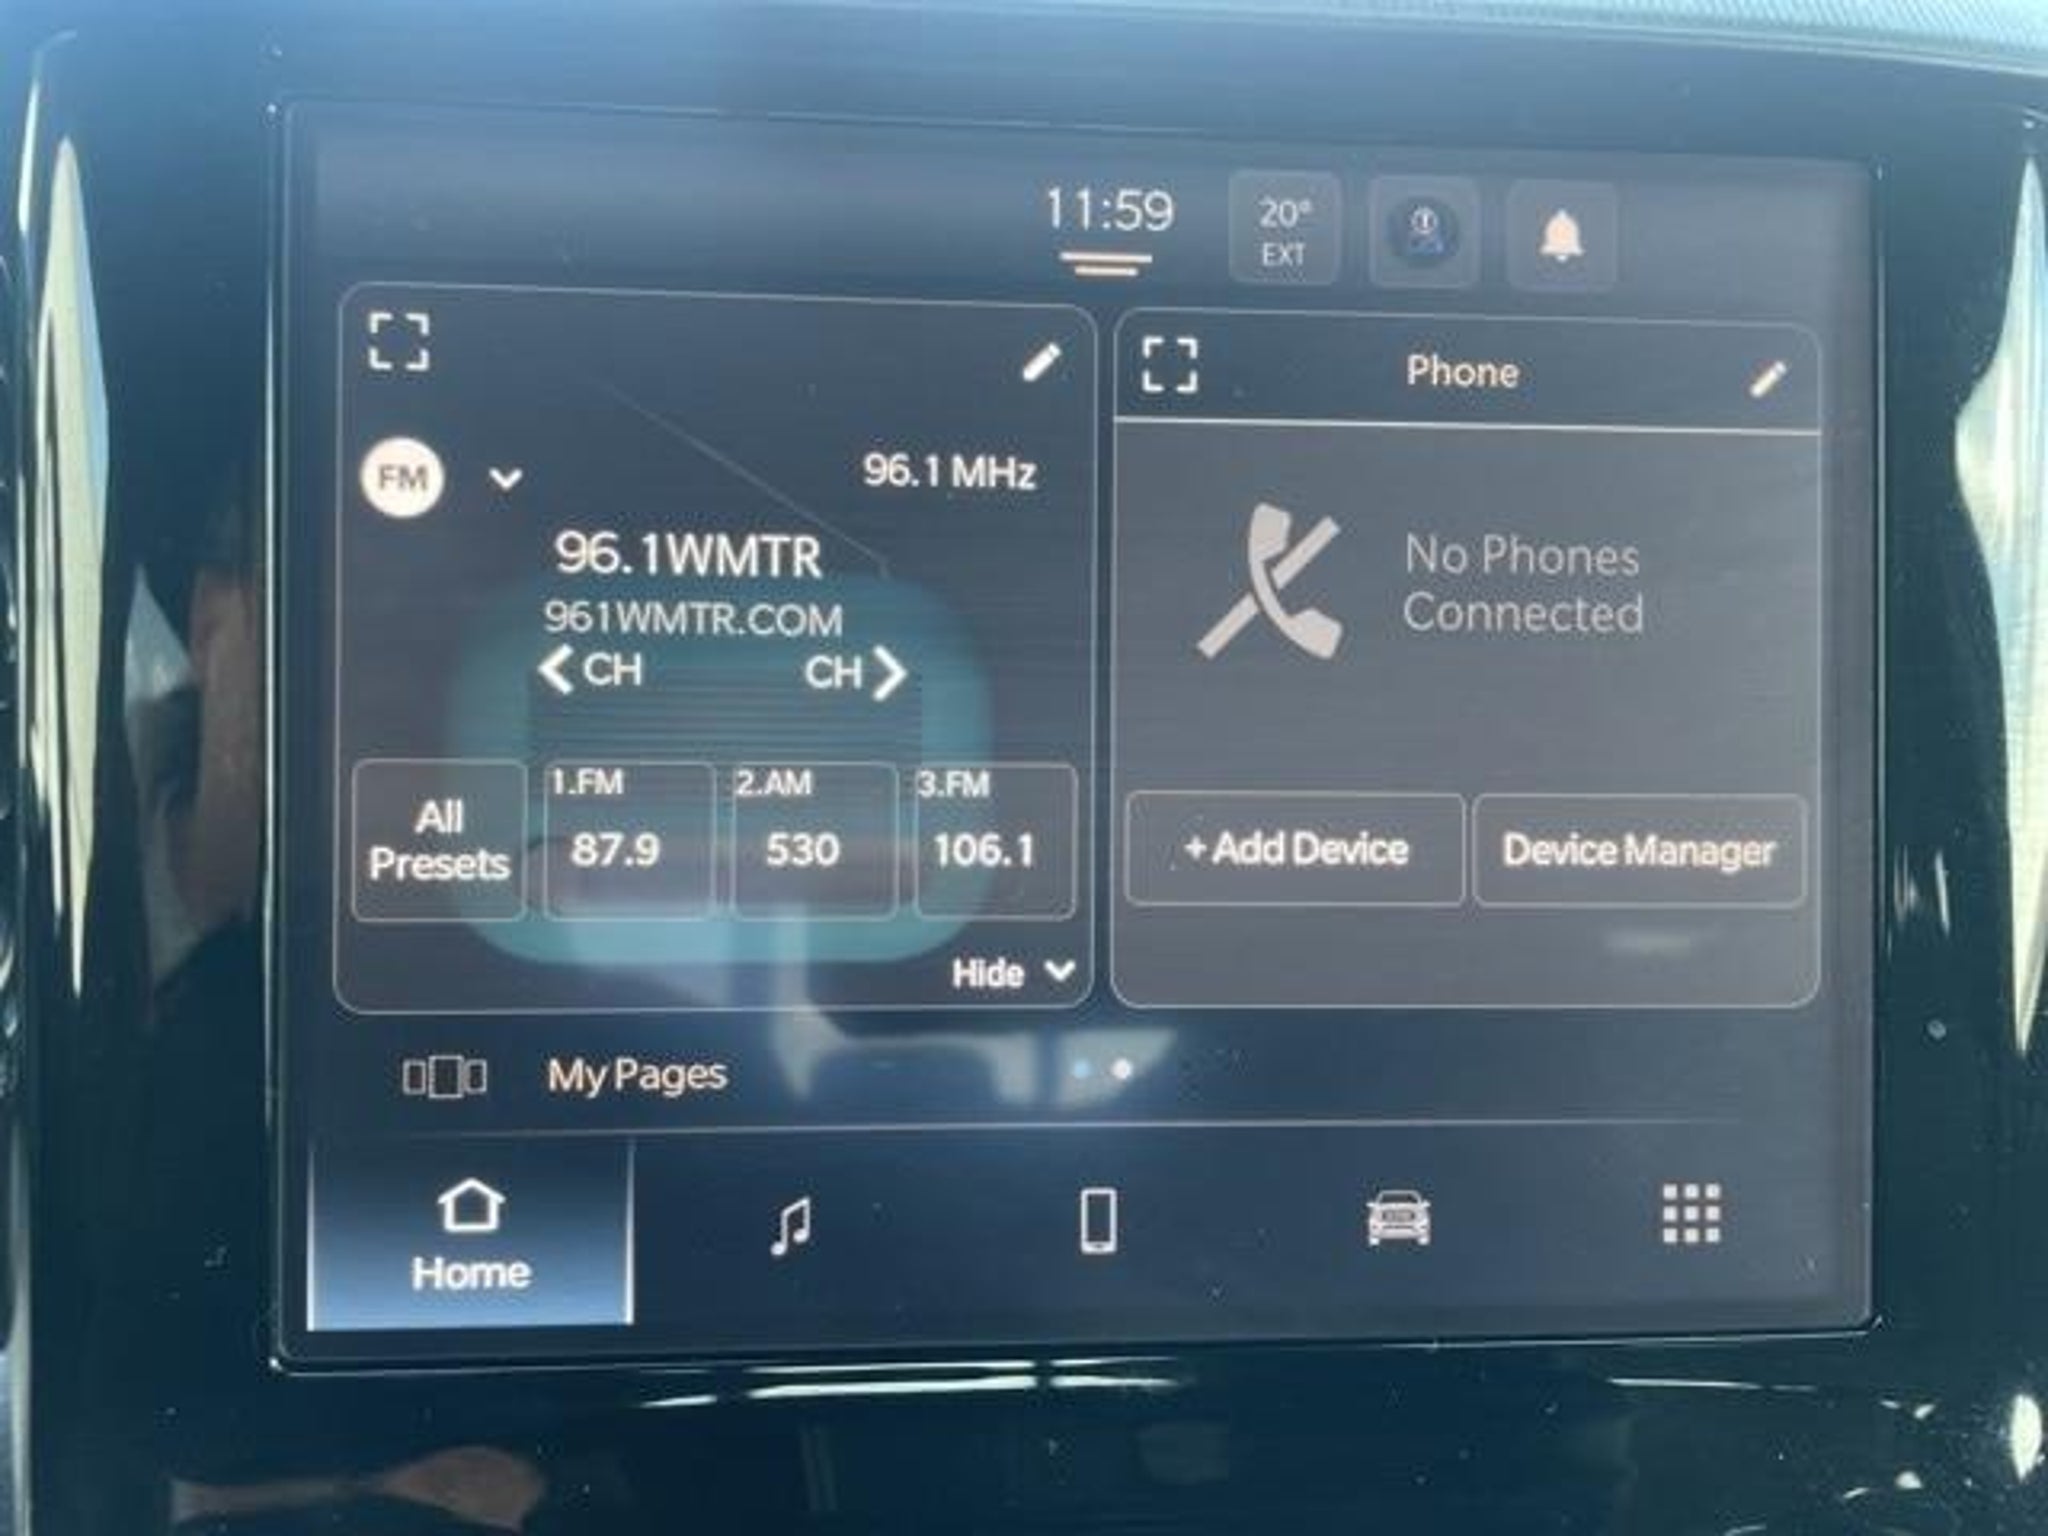 11:59
20°
EXT
FM
96.1 MHz
96.1WMTR
961WMTR.COM
CH CH
All
Presets
1.FM
87.9
2.AM
530
3.FM
106.1
Hide
Phone
No Phones
Connected
+ Add Device
Device Manager
My Pages
Home